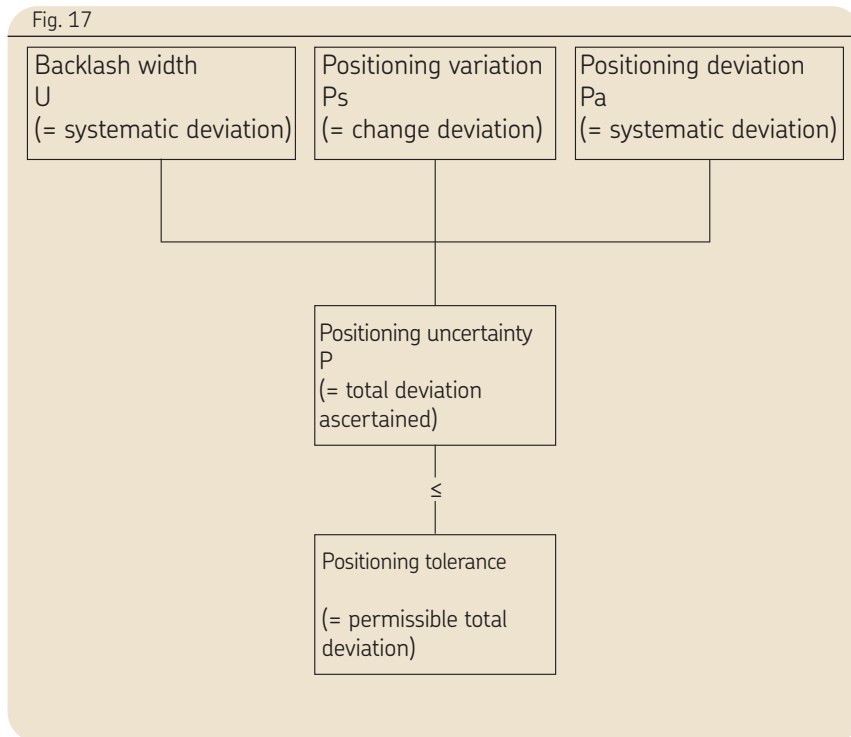 Fig. 17
Backlash width
U
(= systematic deviation)
Positioning variation
Ps
(= change deviation)
Positioning deviation
Pa
(= systematic deviation)
Positioning uncertainty
P
(= total deviation
ascertained)
≤
Positioning tolerance
(= permissible total
deviation)